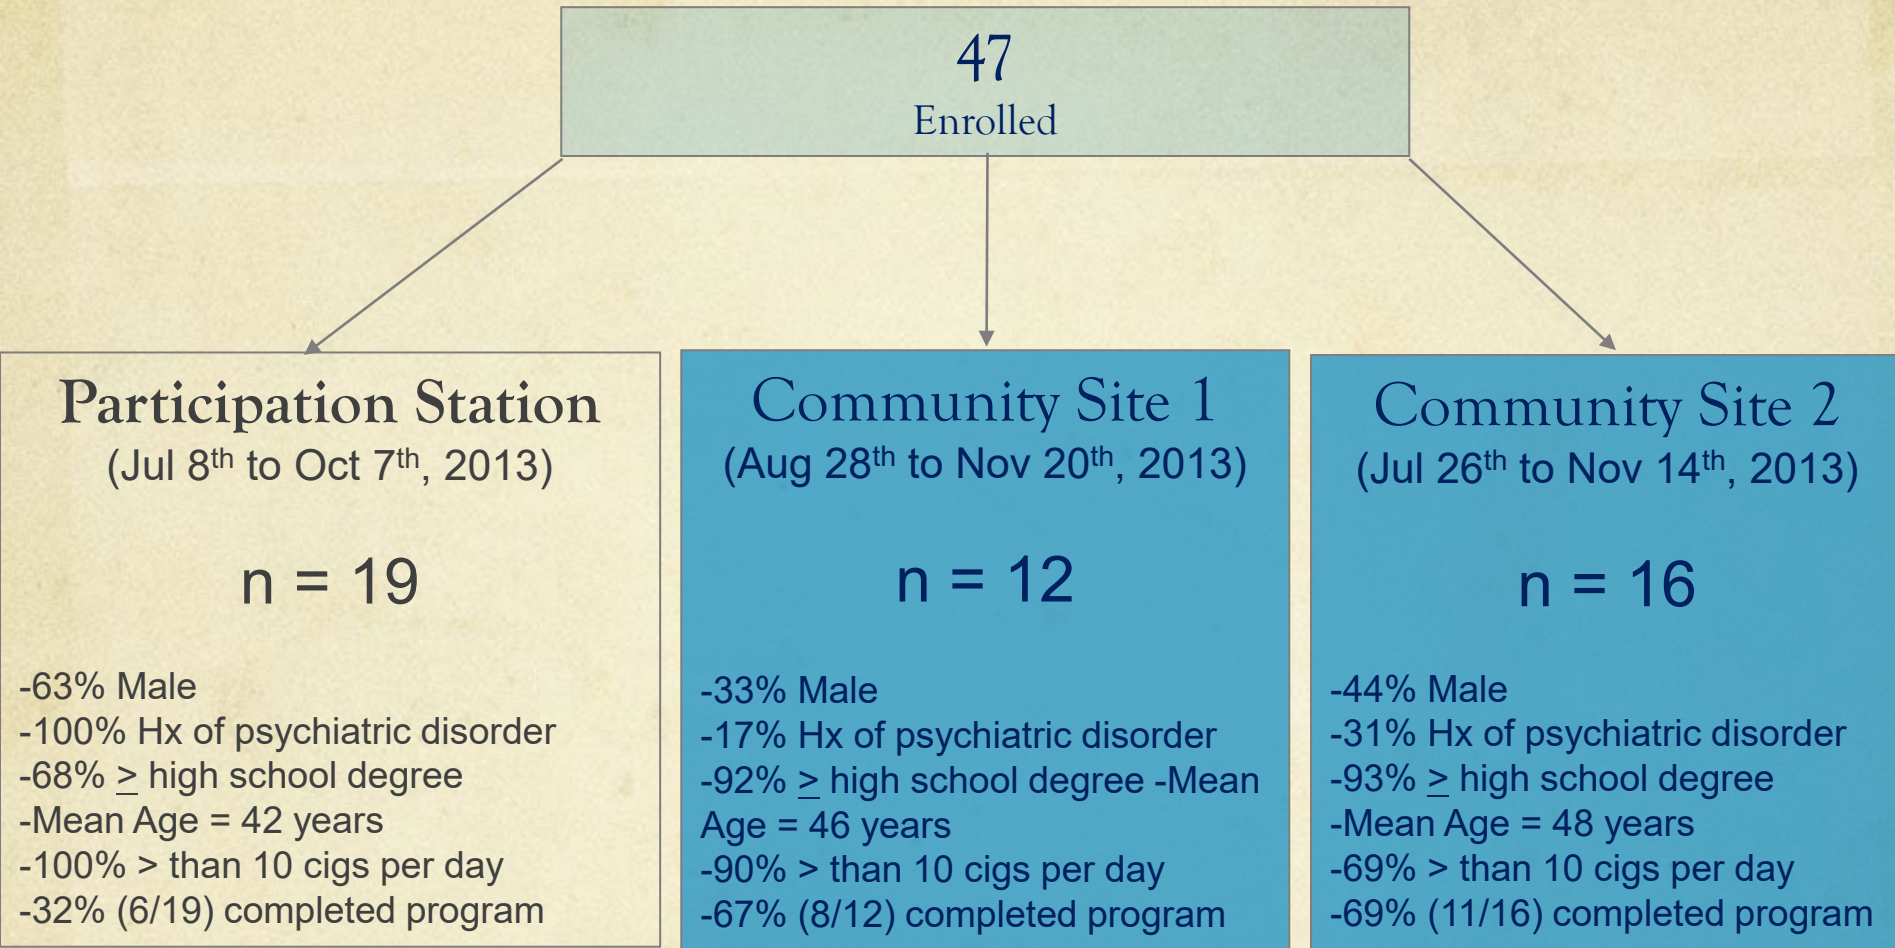 47
Enrolled
Participation Station
(Jul 8th to Oct 7th, 2013)
n = 19
-63% Male
-100% Hx of psychiatric disorder
-68% ≥ high school degree
-Mean Age = 42 years
-100% > than 10 cigs per day
-32% (6/19) completed program
Community Site 1
(Aug 28th to Nov 20th, 2013)
n = 12
-33% Male
-17% Hx of psychiatric disorder
-92% ≥ high school degree -Mean
Age = 46 years
-90% > than 10 cigs per day
-67% (8/12) completed program
Community Site 2
(Jul 26th to Nov 14th, 2013)
n = 16
-44% Male
-31% Hx of psychiatric disorder
-93% ≥ high school degree
-Mean Age = 48 years
-69% > than 10 cigs per day
-69% (11/16) completed program